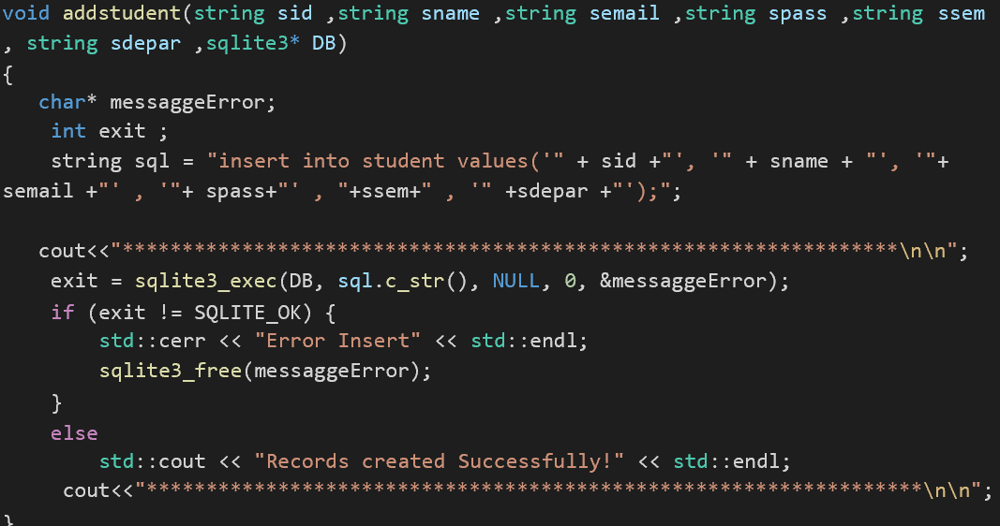 void addstudent(string sid ,string sname ,string semail ,string spass ,string ssem
, string sdepar ,sqlite3* DB)
{
char* messaggeError;
int exit ;
string sql = "insert into student values('" + sid +"', '" + sname + "', '"+
semail +"' , '"+ spass+"' , "+ssem+" , '" +sdepar +"');";
cout<<"*****************************************************************\n\n";
exit = sqlite3_exec(DB, sql.c_str(), NULL, 0, &messaggeError);
if (exit != SQLITE_OK) {
std::cerr << "Error Insert" << std::endl;
sqlite3_free(messaggeError);
}
else
std::cout << "Records created Successfully!" << std::endl;
cout<<"*****************************************************************\n\n";
}